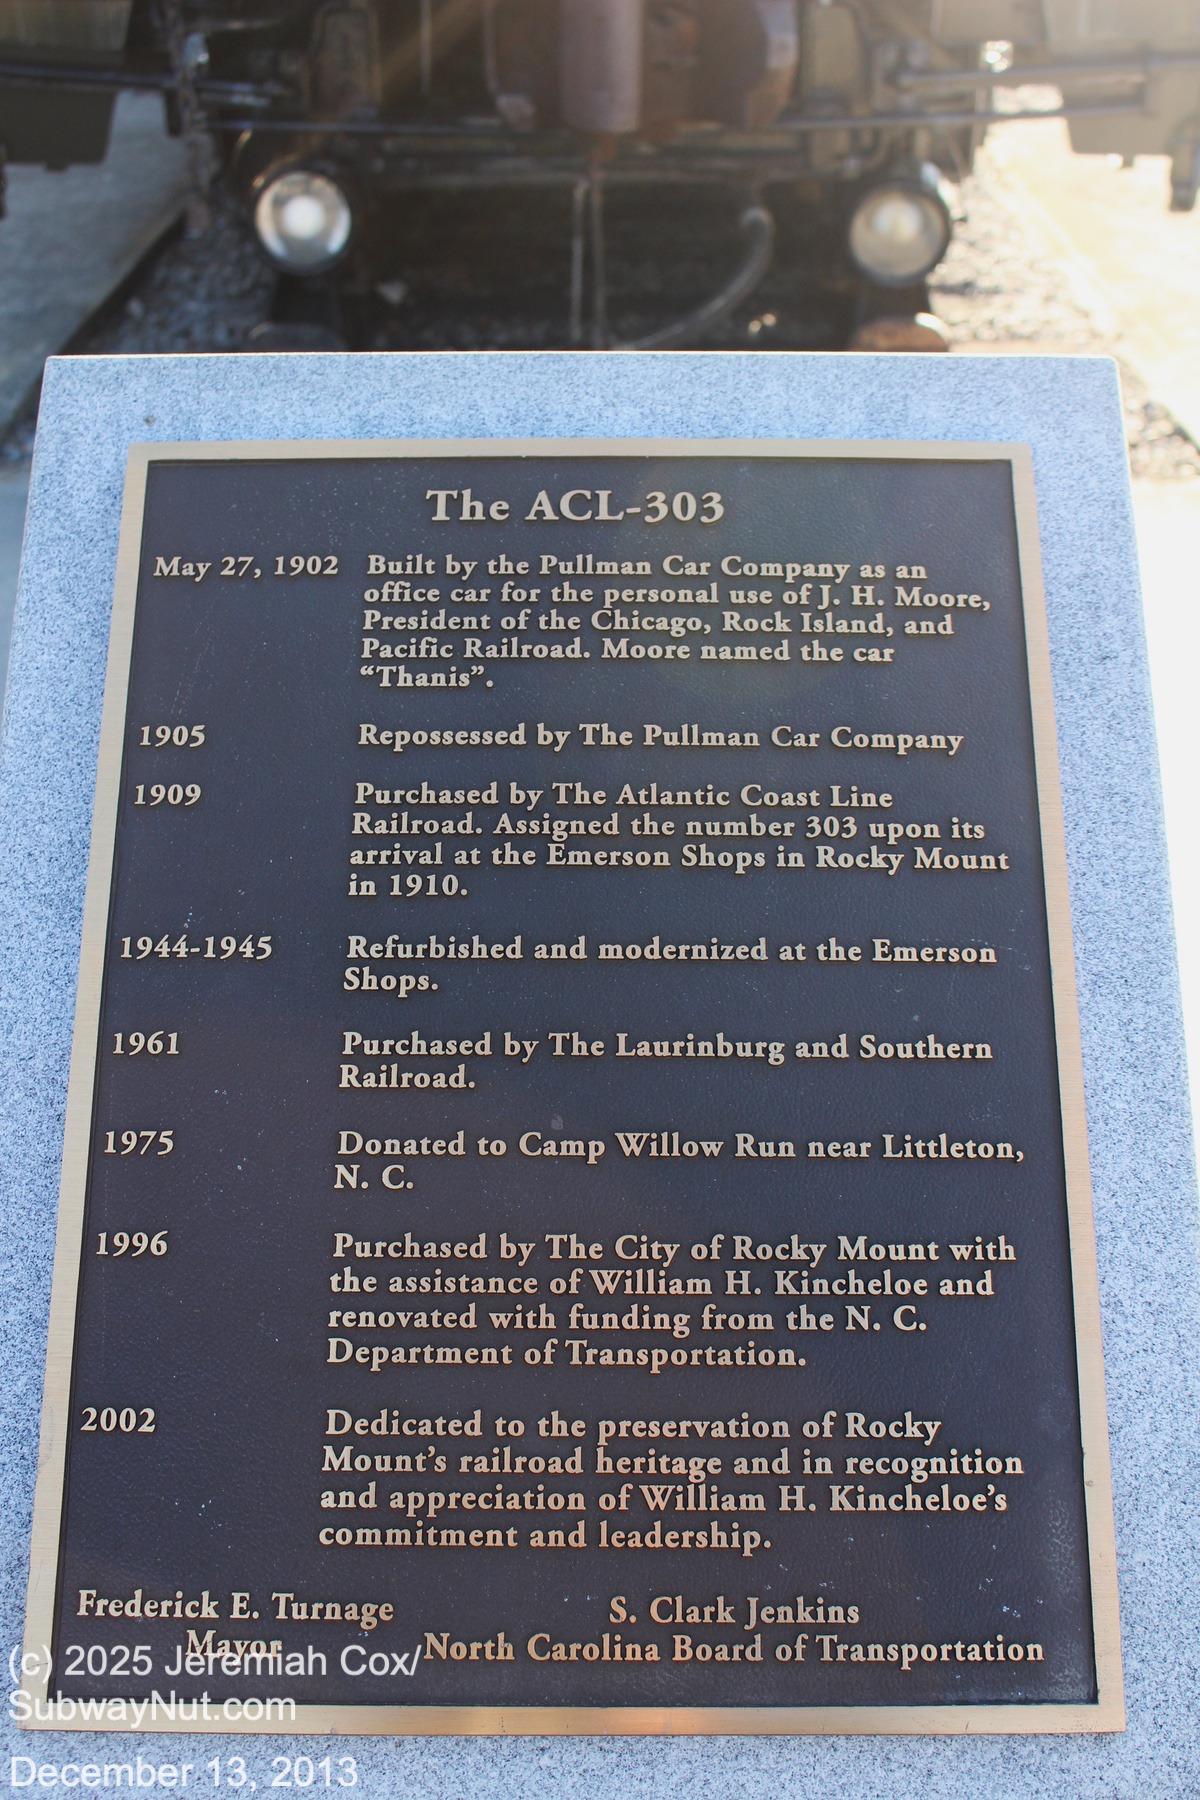 The ACL-303
May 27, 1902 Built by the Pullman Car Company as an
office car for the personal use of J. H. Moore,
President of the Chicago, Rock Island, and
Pacific Railroad. Moore named the car
“Thanis”.
1905 Repossessed by The Pullman Car Company
1909 Purchased by The Atlantic Coast Line
Railroad. Assigned the number 303 upon its
arrival at the Emerson Shops in Rocky Mount
in 1910.
1944-1945 Refurbished and modernized at the Emerson
Shops.
1961 Purchased by The Laurinburg and Southern
Railroad.
1975 Donated to Camp Willow Run near Littleton,
N. C.
1996 Purchased by The City of Rocky Mount with
the assistance of William H. Kincheloe and
renovated with funding from the N. C.
Department of Transportation.
2002 Dedicated to the preservation of Rocky
Mount’s railroad heritage and in recognition
and appreciation of William H. Kincheloe’s
commitment and leadership.
Frederick E. Turnage S. Clark Jenkins
Mayor North Carolina Board of Transportation
(c) 2025 Jeremiah Cox/
SubwayNut.com
December 13, 2013